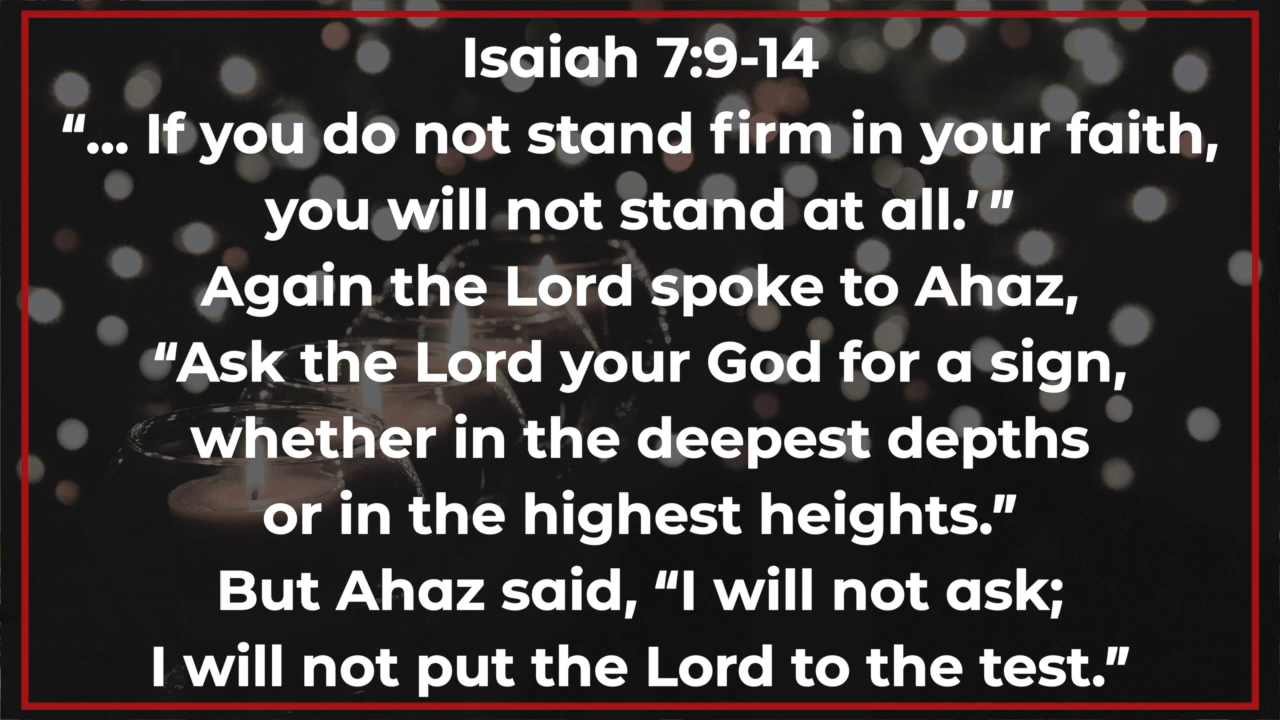 Isaiah 7:9-14
“... If you do not stand firm in your faith,
you will not stand at all.’ ”
Again the Lord spoke to Ahaz,
“Ask the Lord your God for a sign,
whether in the deepest depths
or in the highest heights.”
But Ahaz said, “I will not ask;
I will not put the Lord to the test.”